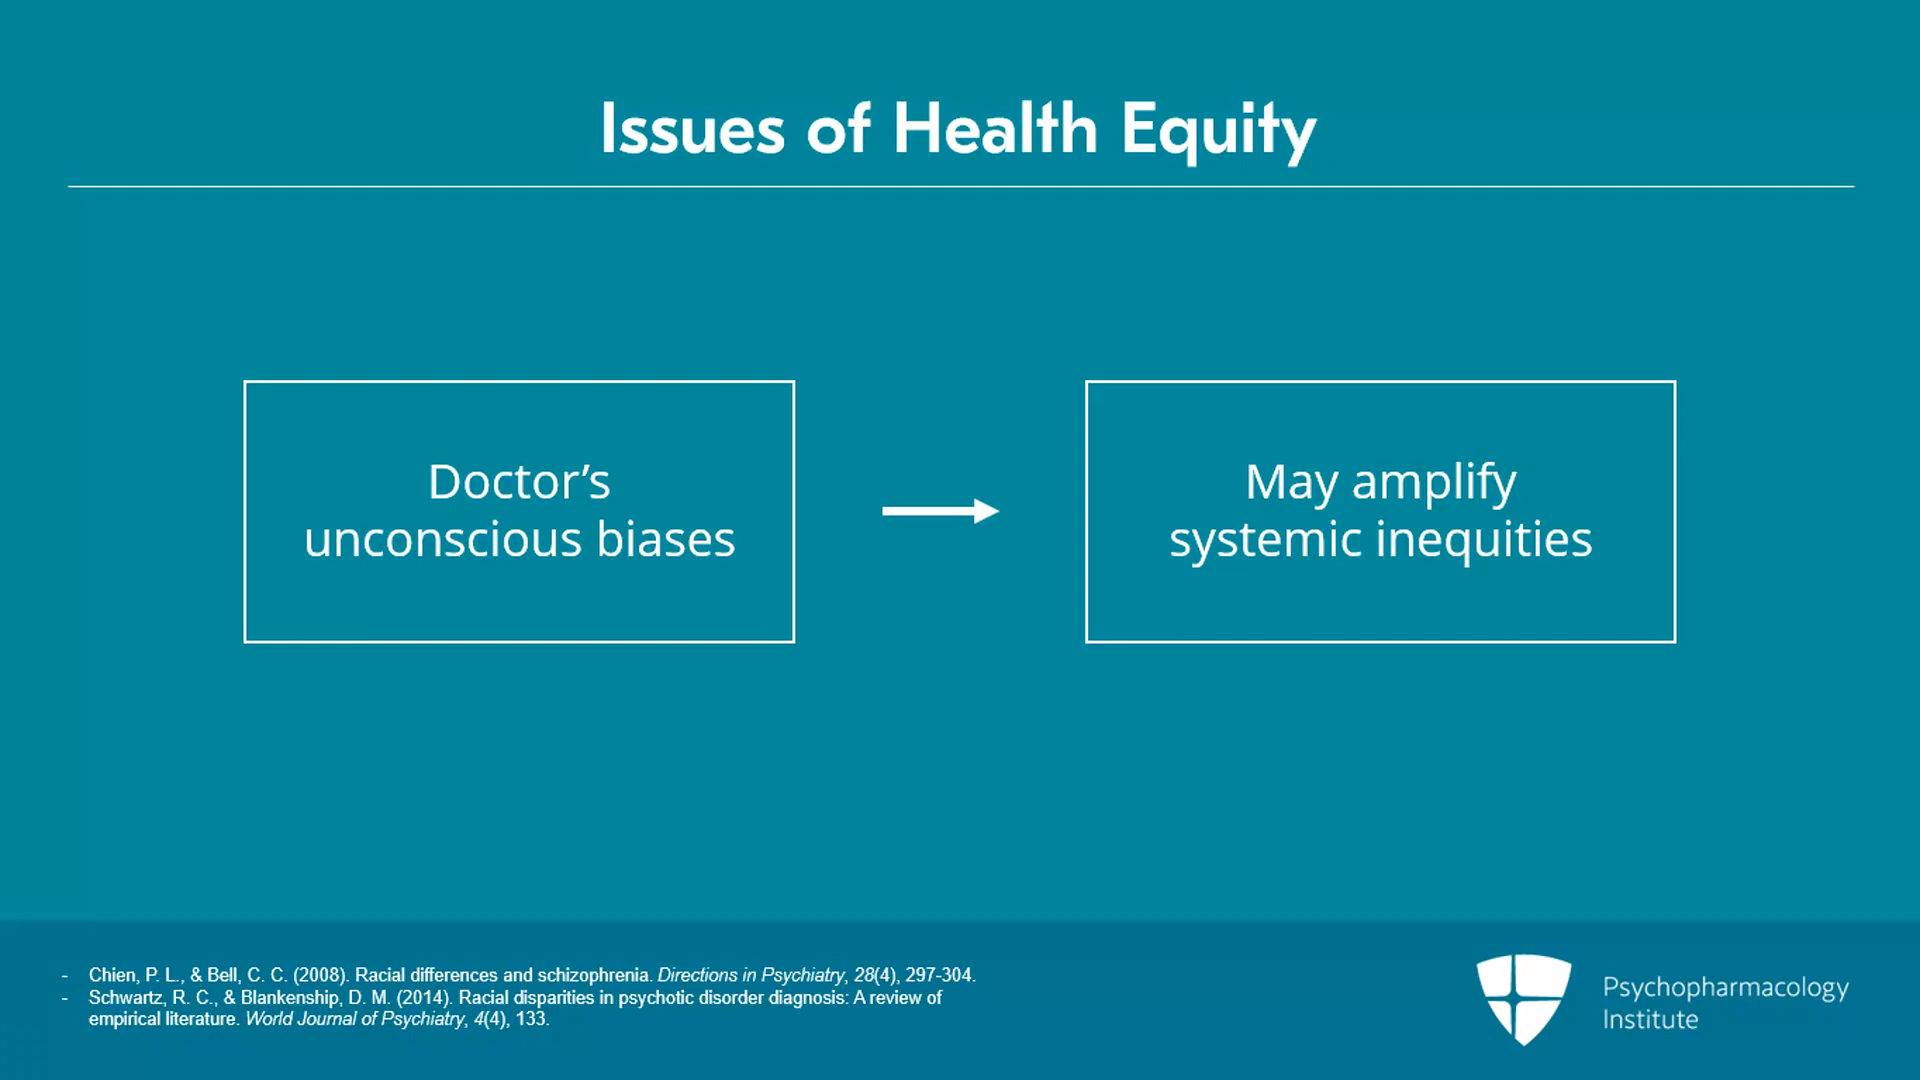 Issues of Health Equity
Doctor’s
unconscious biases
May amplify
systemic inequities
- Chien, P. L., & Bell, C. C. (2008). Racial differences and schizophrenia. Directions in Psychiatry, 28(4), 297-304.
- Schwartz, R. C., & Blankenship, D. M. (2014). Racial disparities in psychotic disorder diagnosis: A review of
empirical literature. World Journal of Psychiatry, 4(4), 133.
Psychopharmacology
Institute